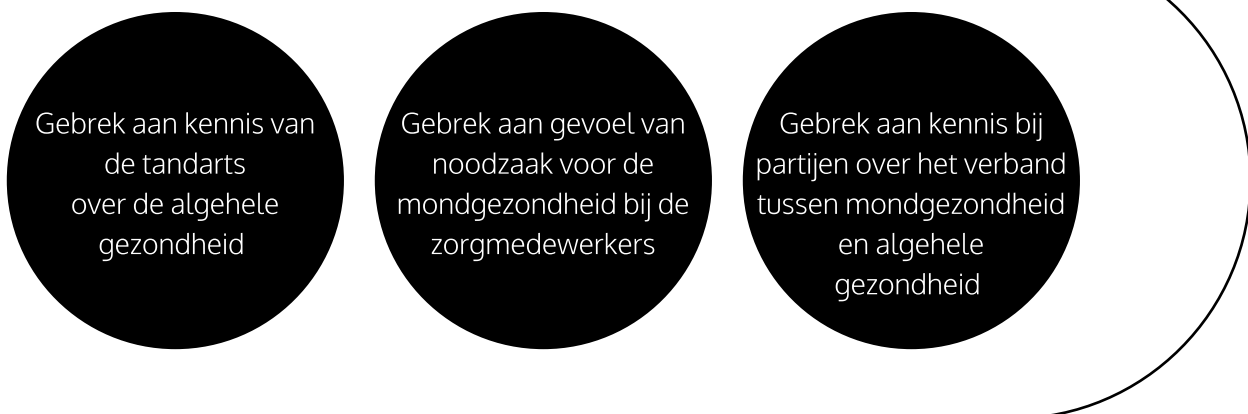 Gebrek aan kennis van
de tandarts
over de algehele
gezondheid
Gebrek aan gevoel van
noodzaak voor de
mondgezondheid bij de
zorgmedewerkers
Gebrek aan kennis bij
partijen over het verband
tussen mondgezondheid
en algehele
gezondheid